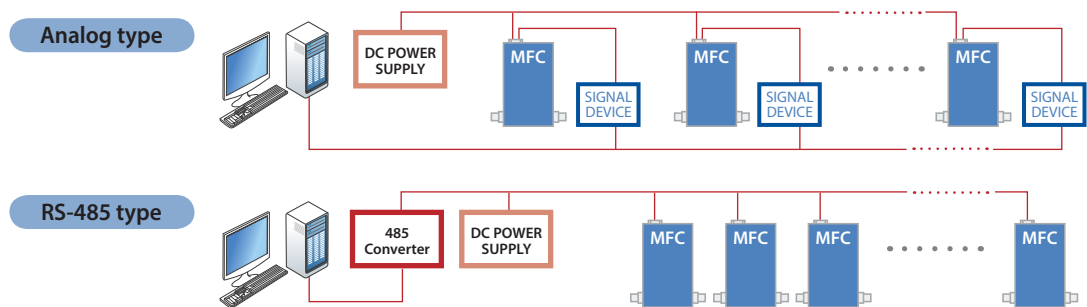 Analog type
DC POWER
SUPPLY
MFC
SIGNAL
DEVICE
MFC
SIGNAL
DEVICE
MFC
SIGNAL
DEVICE
RS-485 type
485
Converter
DC POWER
SUPPLY
MFC
MFC
MFC
MFC